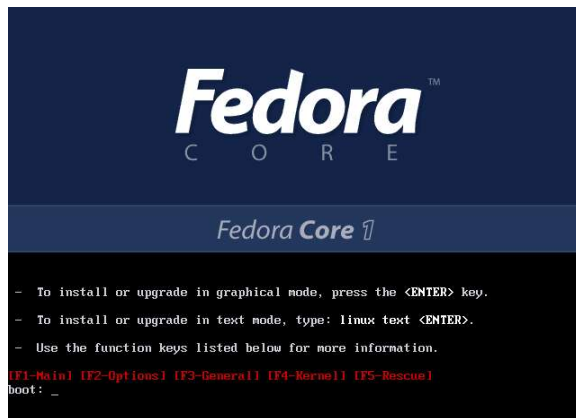 Fedora™
CORE
Fedora Core 1
- To install or upgrade in graphical mode, press the <ENTER> key.
- To install or upgrade in text mode, type: linux text <ENTER>.
- Use the function keys listed below for more information.
[F1-Main] [F2-Options] [F3-General] [F4-Kernel] [F5-Rescue]
boot: _